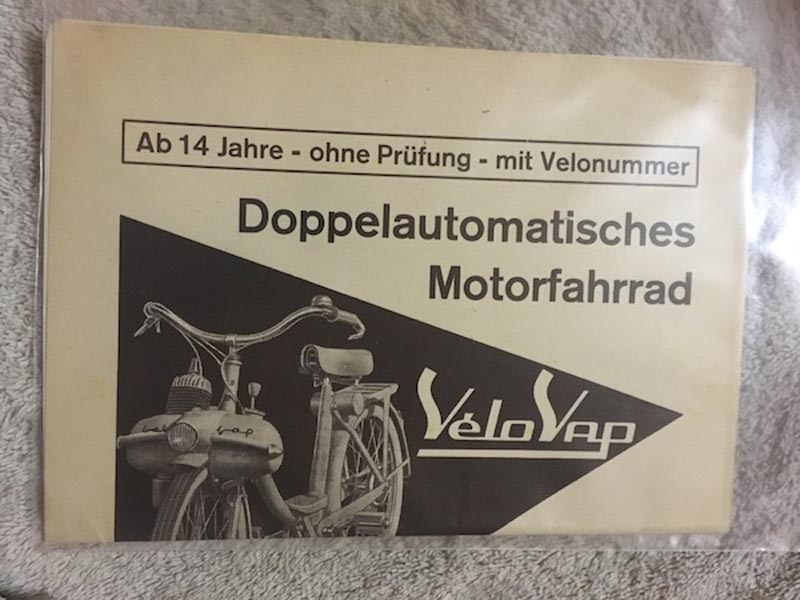 Ab 14 Jahre - ohne Prüfung - mit Velonummer
Doppelautomatisches
Motorfahrrad
VéloVap